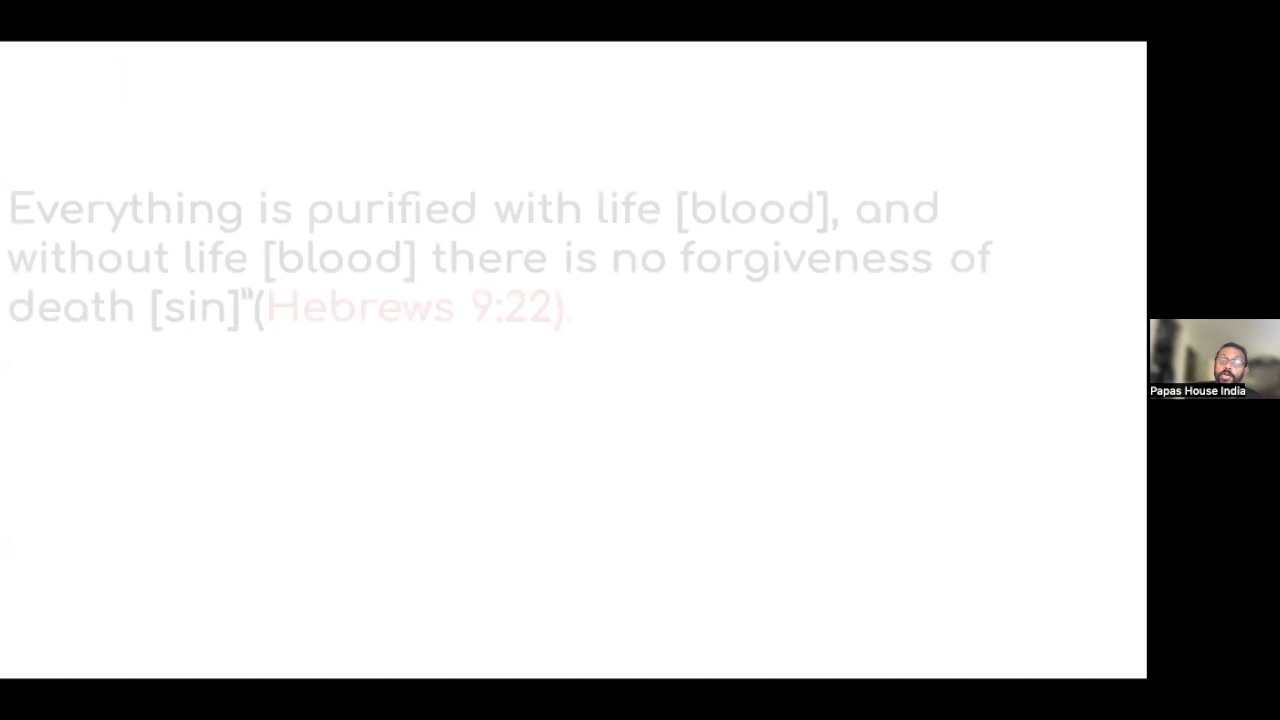 Everything is purified with life [blood], and
without life [blood] there is no forgiveness of
death [sin]"(Hebrews 9:22).
Papas House India